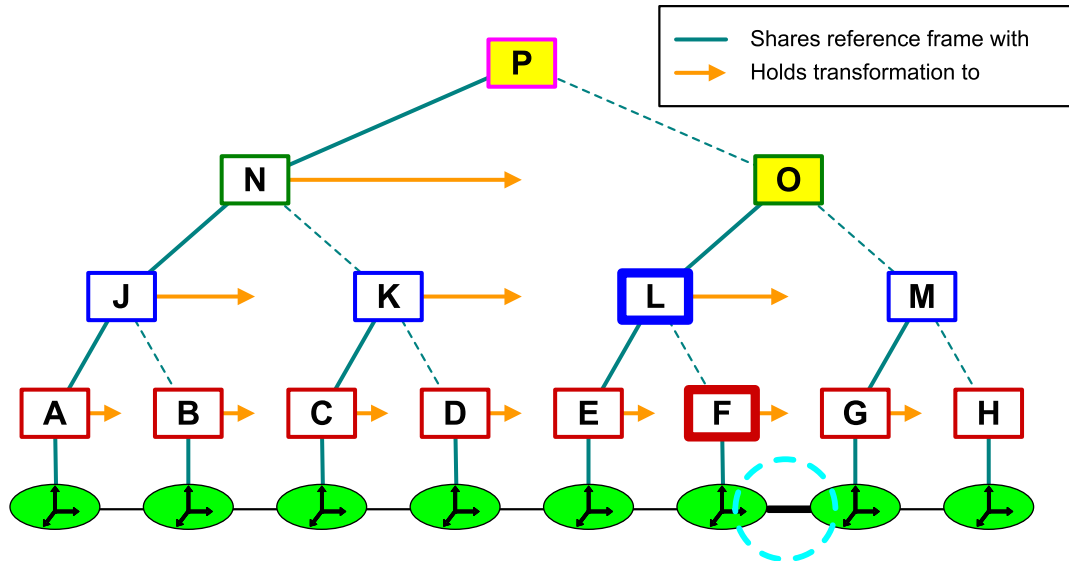 Shares reference frame with
Holds transformation to
P
N O
J K L M
A B C D E F G H